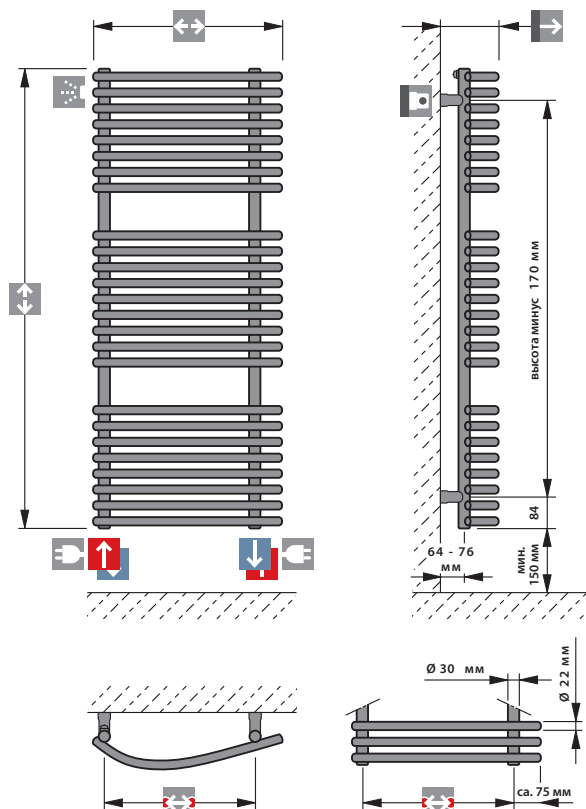 высота минус 170 мм
84
64 - 76
мм
мин.
150 мм
Ø 30 мм
Ø 22 мм
ca. 75 мм